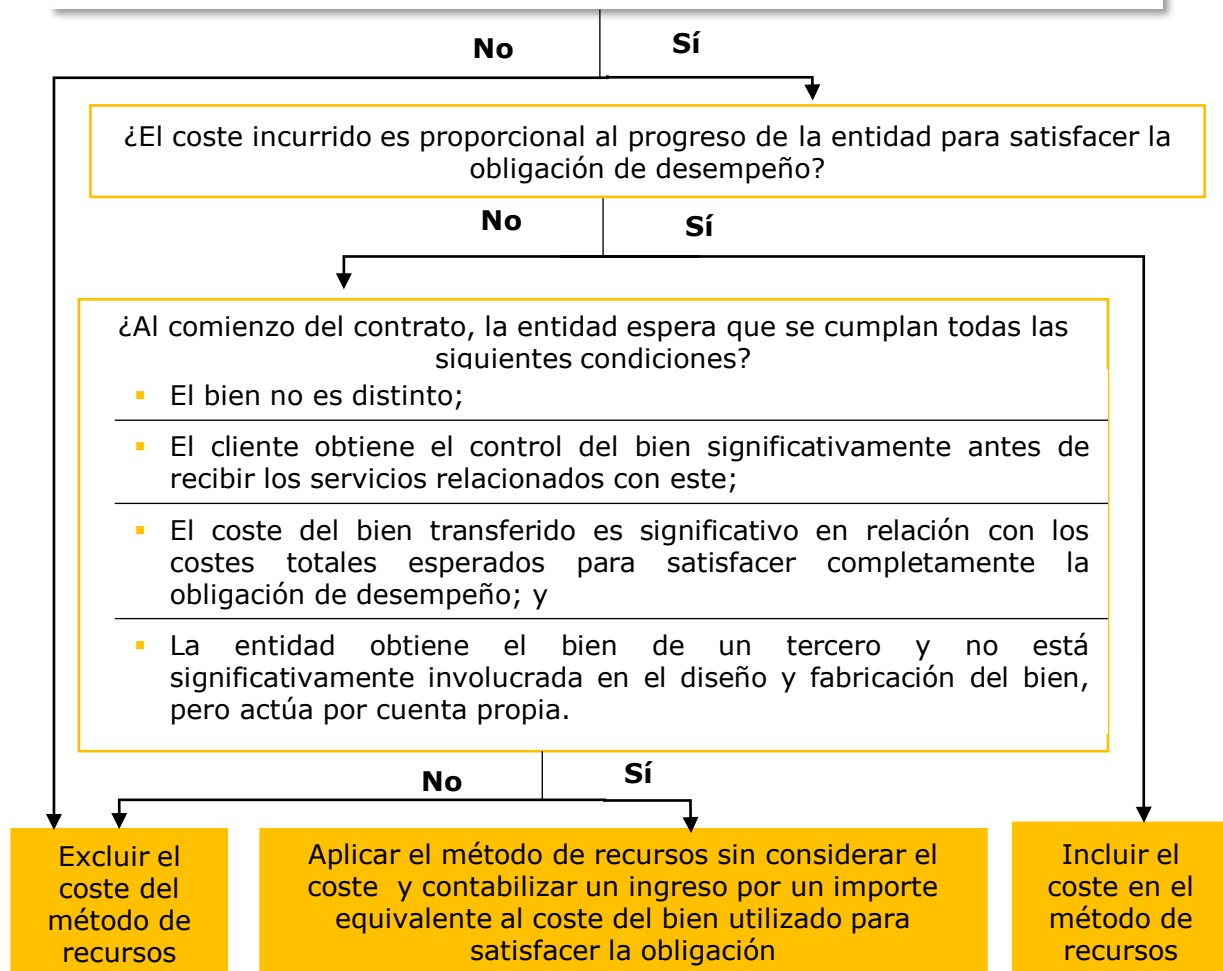 No
Sí
¿El coste incurrido es proporcional al progreso de la entidad para satisfacer la
obligación de desempeño?
No
Sí
¿Al comienzo del contrato, la entidad espera que se cumplan todas las
siguientes condiciones?
▪ El bien no es distinto;
▪ El cliente obtiene el control del bien significativamente antes de
recibir los servicios relacionados con este;
▪ El coste del bien transferido es significativo en relación con los
costes totales esperados para satisfacer completamente la
obligación de desempeño; y
▪ La entidad obtiene el bien de un tercero y no está
significativamente involucrada en el diseño y fabricación del bien,
pero actúa por cuenta propia.
No
Sí
Excluir el
coste del
método de
recursos
Aplicar el método de recursos sin considerar el
coste y contabilizar un ingreso por un importe
equivalente al coste del bien utilizado para
satisfacer la obligación
Incluir el
coste en el
método de
recursos